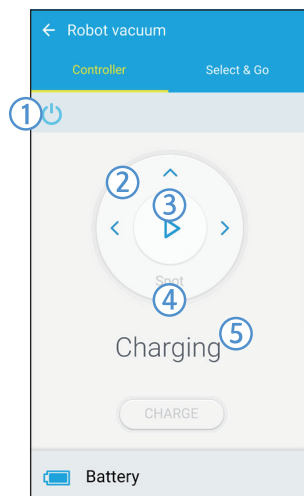 Robot vacuum
Controller Select & Go
1
2
3
Spot
4
5
Charging
CHARGE
Battery